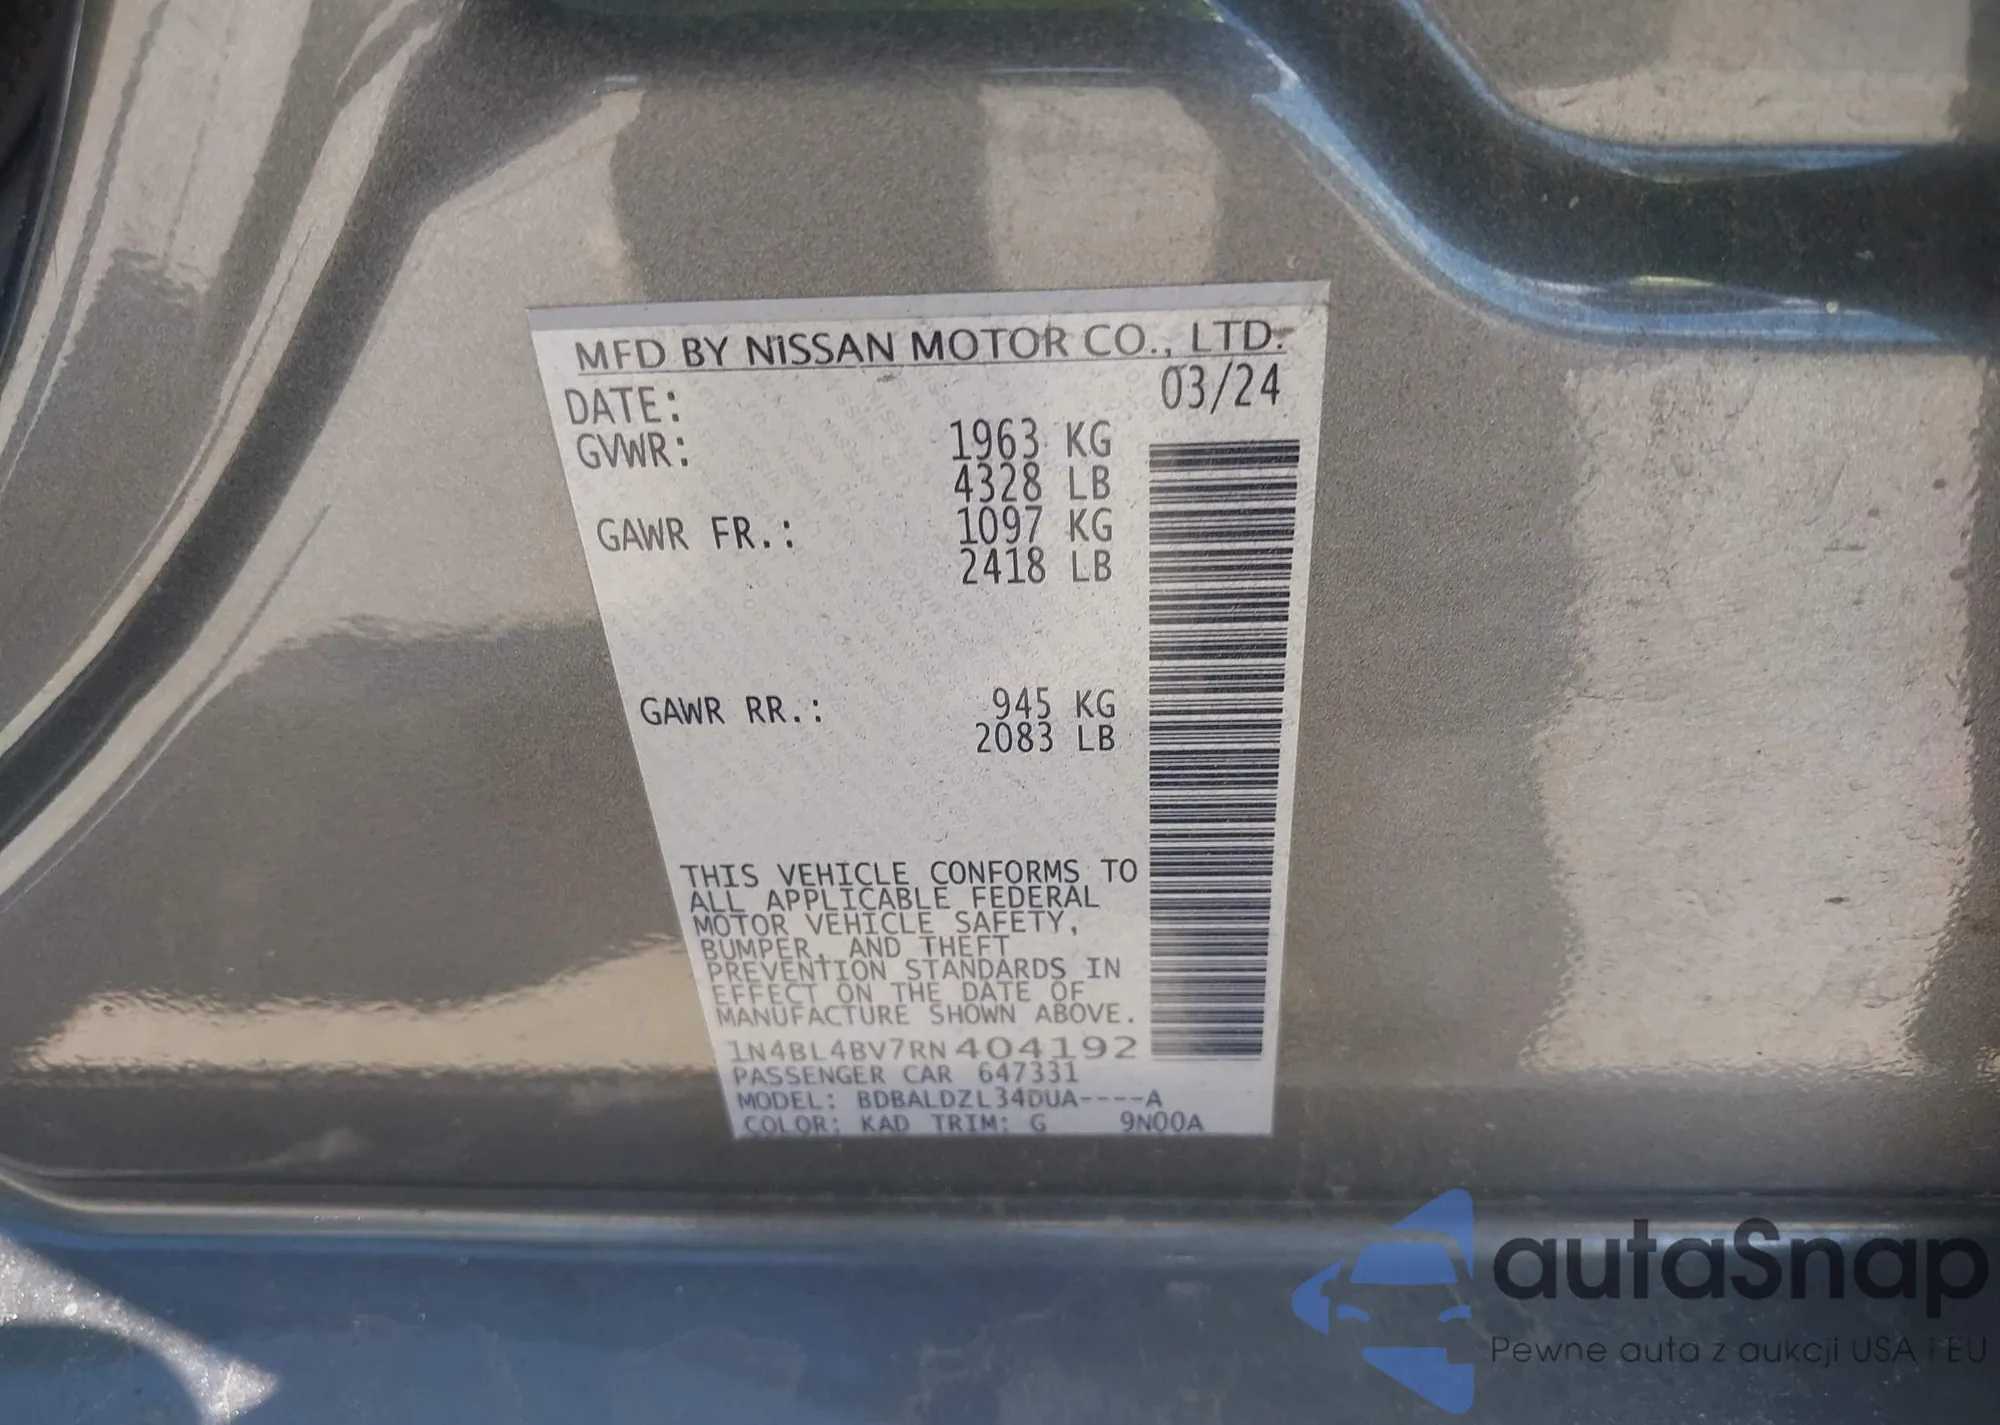 MFD BY NISSAN MOTOR CO., LTD.
DATE: 03/24
GVWR: 1963 KG
4328 LB
GAWR FR.: 1097 KG
2418 LB
GAWR RR.: 945 KG
2083 LB
THIS VEHICLE CONFORMS TO
ALL APPLICABLE FEDERAL
MOTOR VEHICLE SAFETY,
BUMPER, AND THEFT
PREVENTION STANDARDS IN
EFFECT ON THE DATE OF
MANUFACTURE SHOWN ABOVE.
1N4BL4BV7RN404192
PASSENGER CAR 647331
MODEL: BDBALDZL34DUA----A
COLOR: KAD TRIM: G 9N00A
autaSnap
Pewne auta z aukcji USA i EU